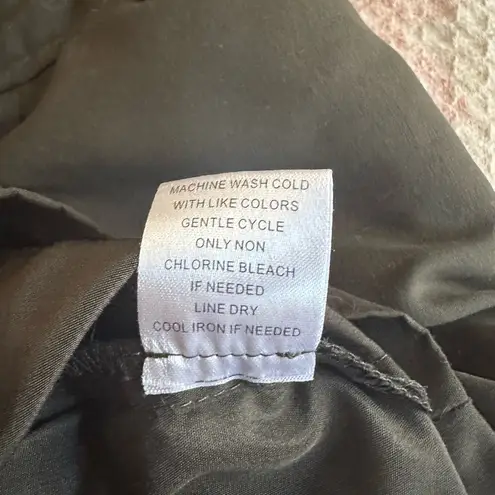 MACHINE WASH COLD
WITH LIKE COLORS
GENTLE CYCLE
ONLY NON
CHLORINE BLEACH
IF NEEDED
LINE DRY
COOL IRON IF NEEDED